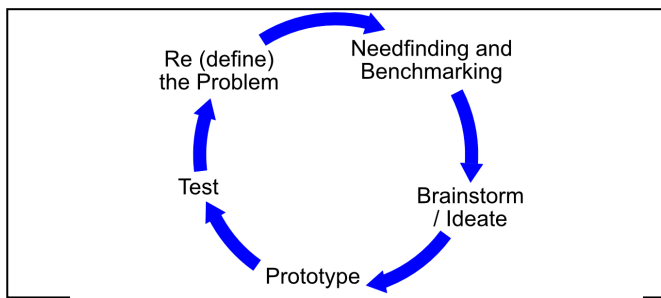 Re (define)
the Problem
Needfinding and
Benchmarking
Test
Brainstorm
/ Ideate
Prototype